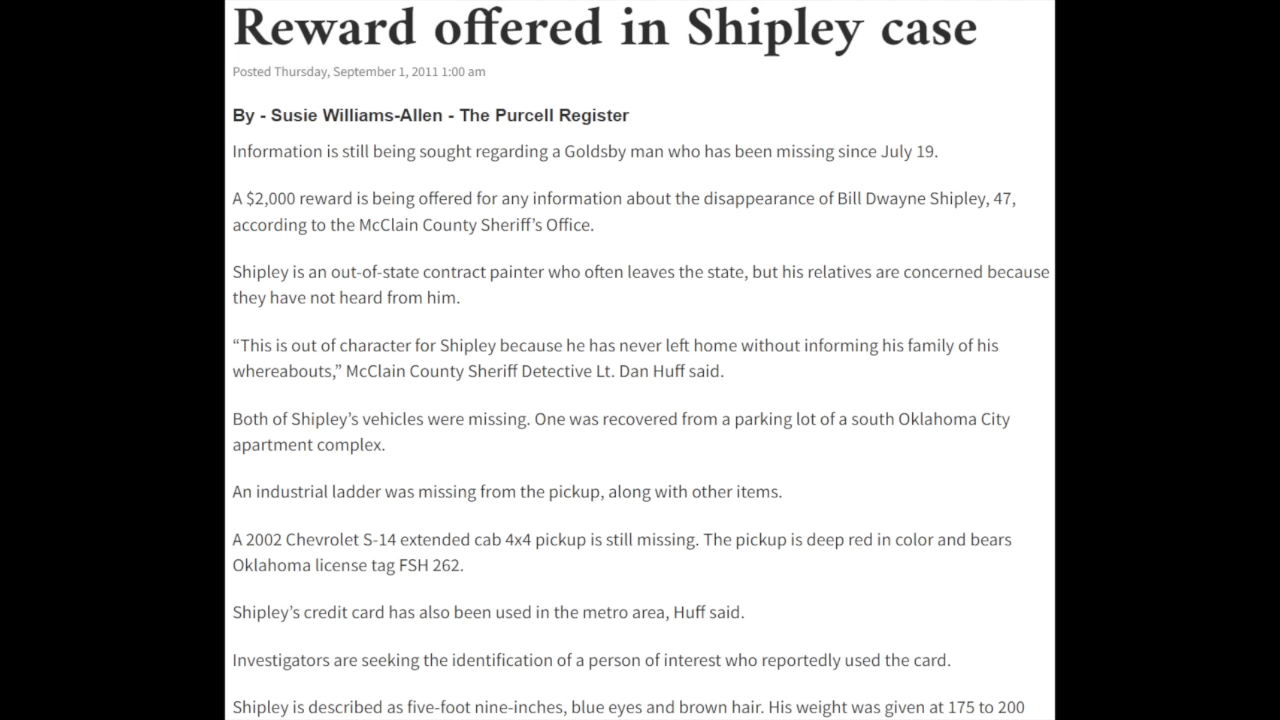 Reward offered in Shipley case
Posted Thursday, September 1, 2011 1:00 am
By - Susie Williams-Allen - The Purcell Register
Information is still being sought regarding a Goldsby man who has been missing since July 19.
A $2,000 reward is being offered for any information about the disappearance of Bill Dwayne Shipley, 47,
according to the McClain County Sheriff’s Office.
Shipley is an out-of-state contract painter who often leaves the state, but his relatives are concerned because
they have not heard from him.
“This is out of character for Shipley because he has never left home without informing his family of his
whereabouts,” McClain County Sheriff Detective Lt. Dan Huff said.
Both of Shipley’s vehicles were missing. One was recovered from a parking lot of a south Oklahoma City
apartment complex.
An industrial ladder was missing from the pickup, along with other items.
A 2002 Chevrolet S-14 extended cab 4x4 pickup is still missing. The pickup is deep red in color and bears
Oklahoma license tag FSH 262.
Shipley’s credit card has also been used in the metro area, Huff said.
Investigators are seeking the identification of a person of interest who reportedly used the card.
Shipley is described as five-foot nine-inches, blue eyes and brown hair. His weight was given at 175 to 200